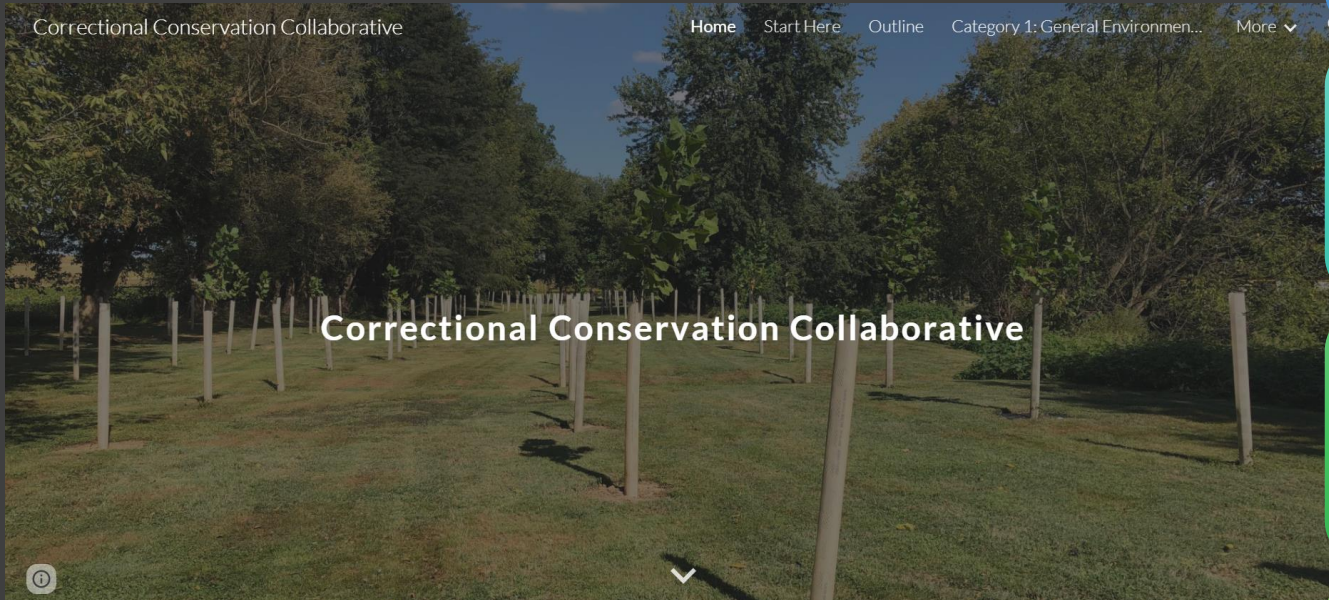 Correctional Conservation Collaborative
Home Start Here Outline Category 1: General Environmen... More
Correctional Conservation Collaborative